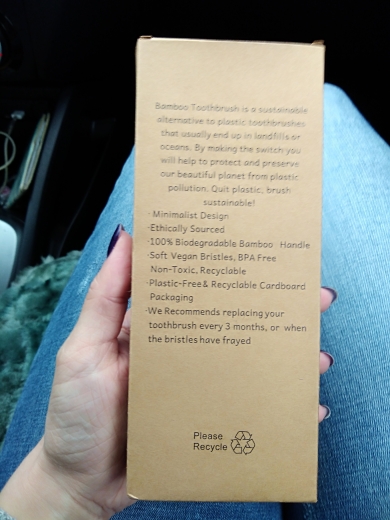 Bamboo Toothbrush is a sustainable
alternative to plastic toothbrushes
that usually end up in landfills or
oceans. By making the switch you
will help to protect and preserve
our beautiful planet from plastic
pollution. Quit plastic, brush
sustainable!
· Minimalist Design
·Ethically Sourced
·100% Biodegradable Bamboo Handle
·Soft Vegan Bristles, BPA Free
Non-Toxic, Recyclable
·Plastic-Free& Recyclable Cardboard
Packaging
·We Recommends replacing your
toothbrush every 3 months, or when
the bristles have frayed
Please
Recycle